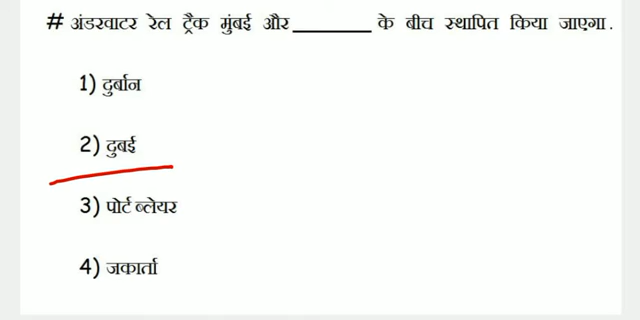 # अंडरवाटर रेल ट्रैक मुंबई और ________ के बीच स्थापित किया जाएगा.
1) दुर्बान
2) दुबई
3) पोर्ट ब्लेयर
4) जकार्ता